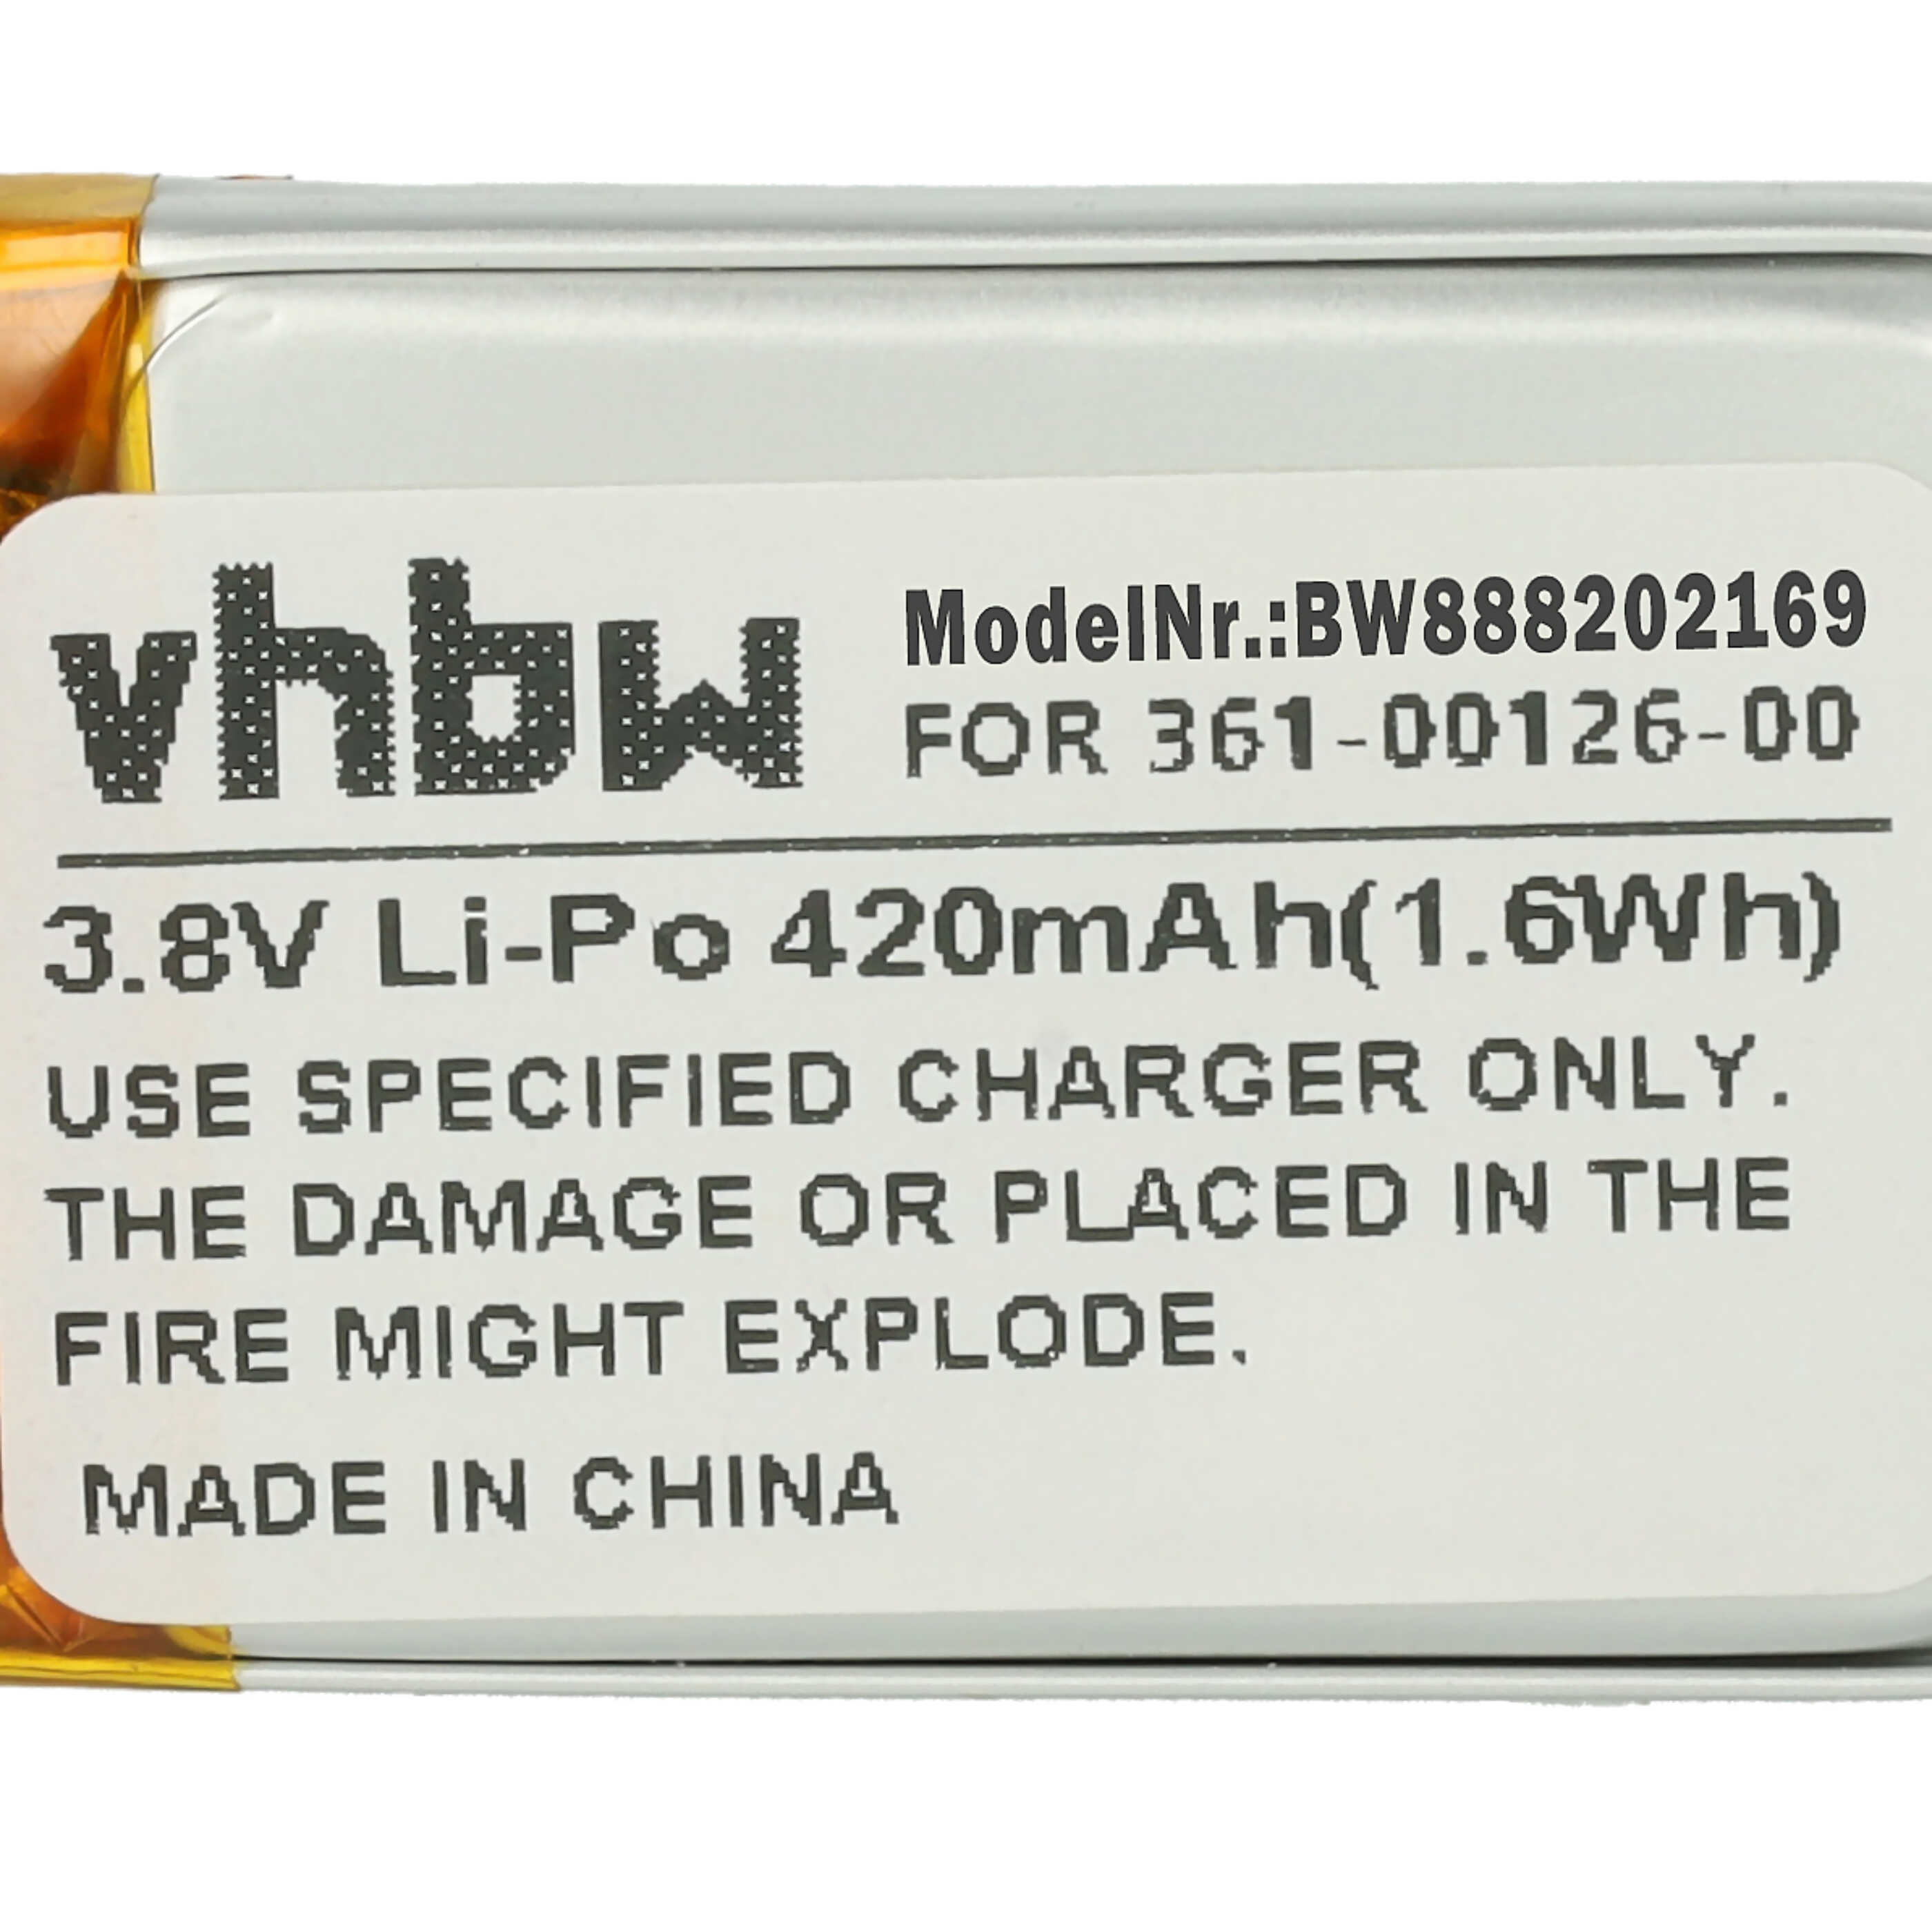 vhbw
ModelNr.:BW888202169
FOR 361-00126-00
3.8V Li-Po 420mAh(1.6Wh)
USE SPECIFIED CHARGER ONLY.
THE DAMAGE OR PLACED IN THE
FIRE MIGHT EXPLODE.
MADE IN CHINA